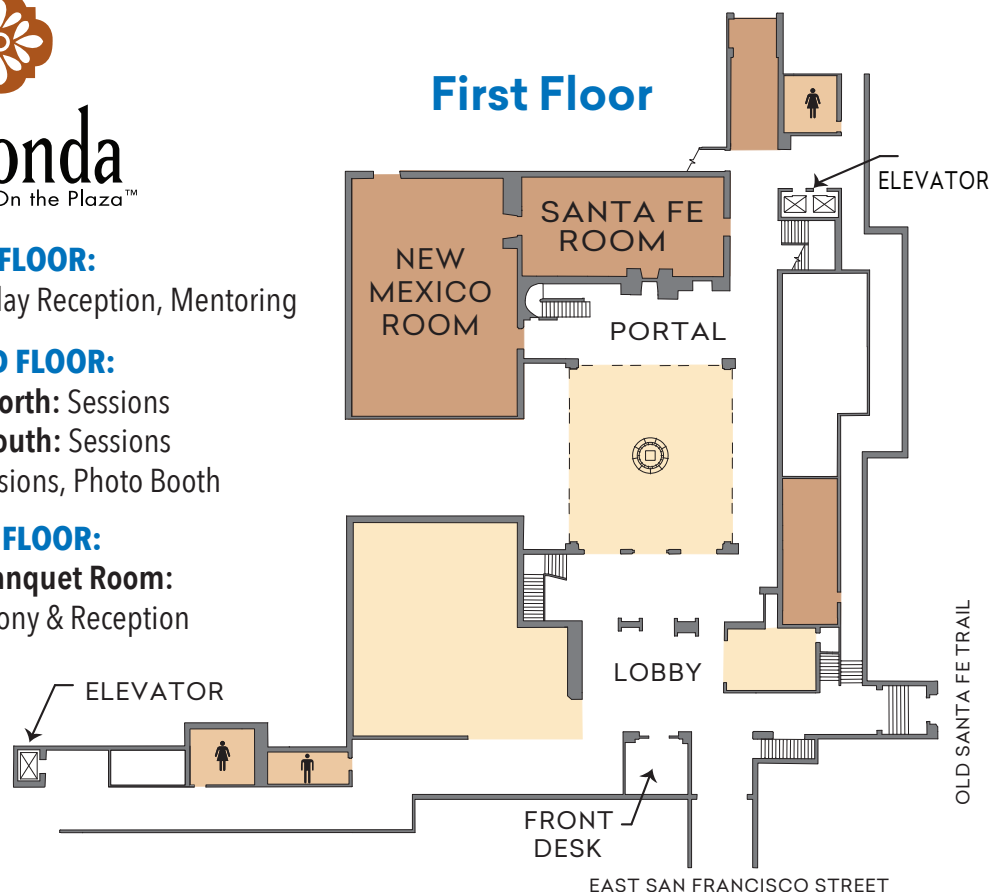 First Floor
onda
On the Plaza™
FLOOR:
lay Reception, Mentoring
FLOOR:
orth: Sessions
outh: Sessions
sions, Photo Booth
FLOOR:
anquet Room:
ony & Reception
ELEVATOR
SANTA FE
ROOM
NEW
MEXICO
ROOM
PORTAL
LOBBY
ELEVATOR
FRONT
DESK
OLD SANTA FE TRAIL
EAST SAN FRANCISCO STREET